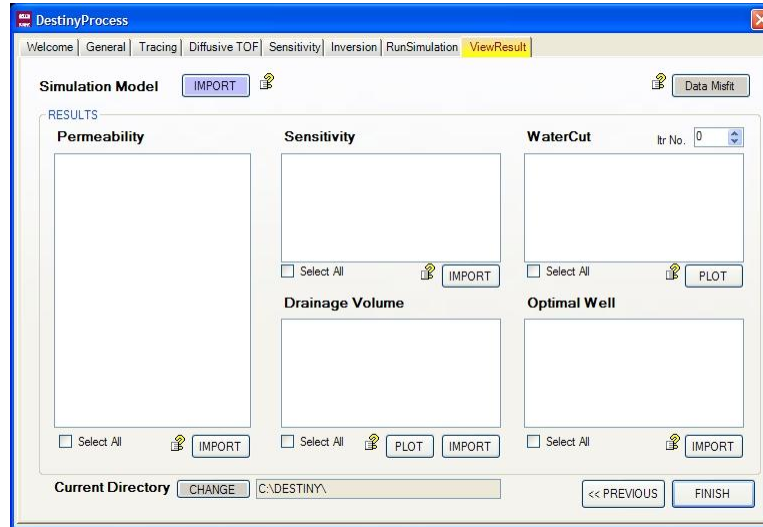 DestinyProcess
Welcome General Tracing Diffusive TOF Sensitivity Inversion RunSimulation ViewResult
Simulation Model IMPORT Data Misfit
RESULTS
Permeability Sensitivity WaterCut Itr No. 0
Select All IMPORT Select All PLOT
Drainage Volume Optimal Well
Select All IMPORT Select All PLOT IMPORT Select All IMPORT
Current Directory CHANGE C:\DESTINY\
<< PREVIOUS FINISH